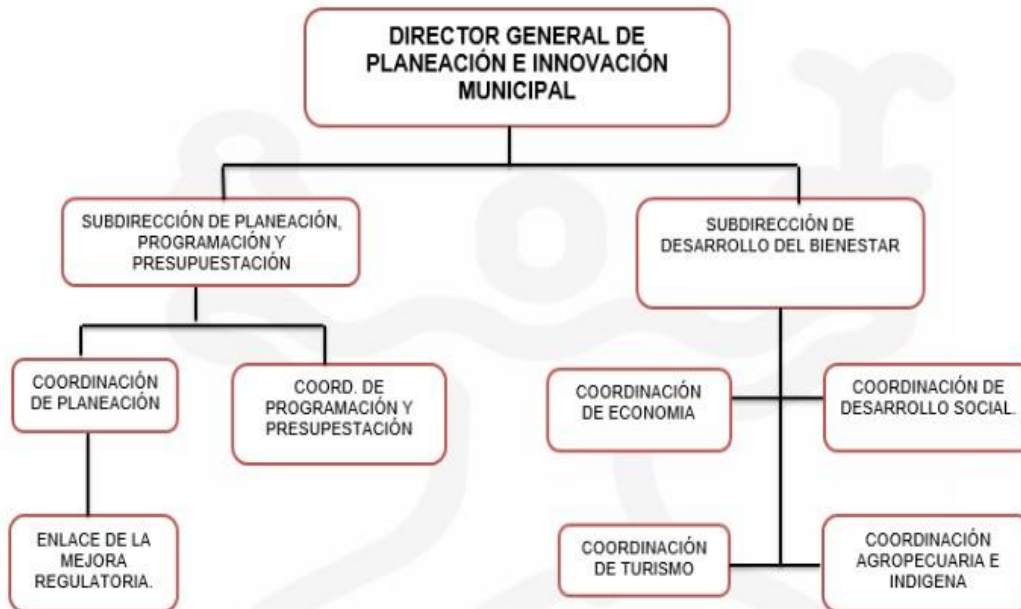 DIRECTOR GENERAL DE
PLANEACIÓN E INNOVACIÓN
MUNICIPAL
SUBDIRECCIÓN DE PLANEACIÓN,
PROGRAMACIÓN Y
PRESUPUESTACIÓN
SUBDIRECCIÓN DE
DESARROLLO DEL BIENESTAR
COORDINACIÓN
DE PLANEACIÓN
COORD. DE
PROGRAMACIÓN Y
PRESUPESTACIÓN
COORDINACIÓN
DE ECONOMIA
COORDINACIÓN DE
DESARROLLO SOCIAL.
ENLACE DE LA
MEJORA
REGULATORIA.
COORDINACIÓN
DE TURISMO
COORDINACIÓN
AGROPECUARIA E
INDIGENA